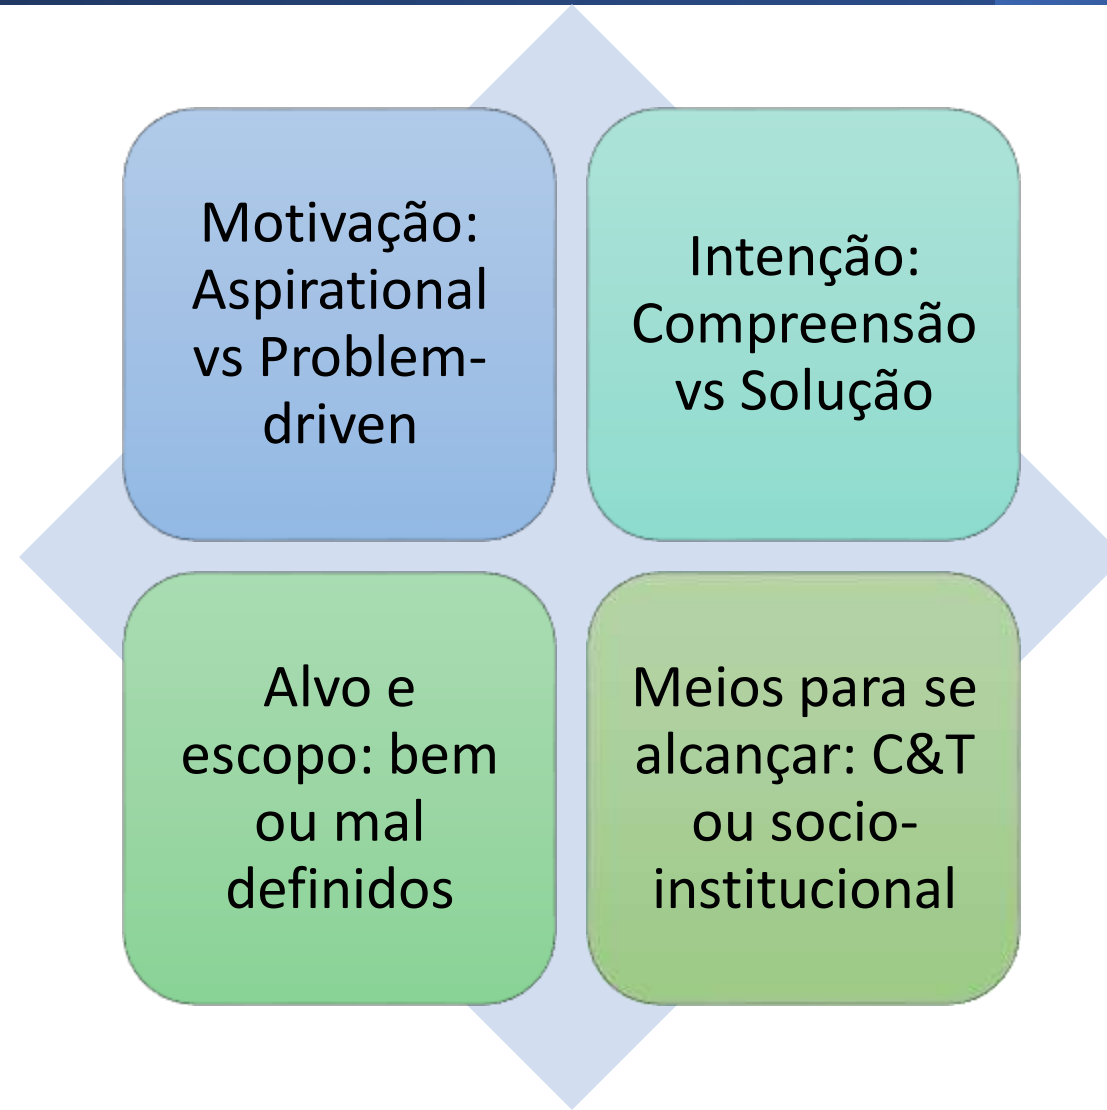 Motivação:
Aspirational
vs Problem-
driven
Intenção:
Compreensão
vs Solução
Alvo e
escopo: bem
ou mal
definidos
Meios para se
alcançar: C&T
ou socio-
institucional